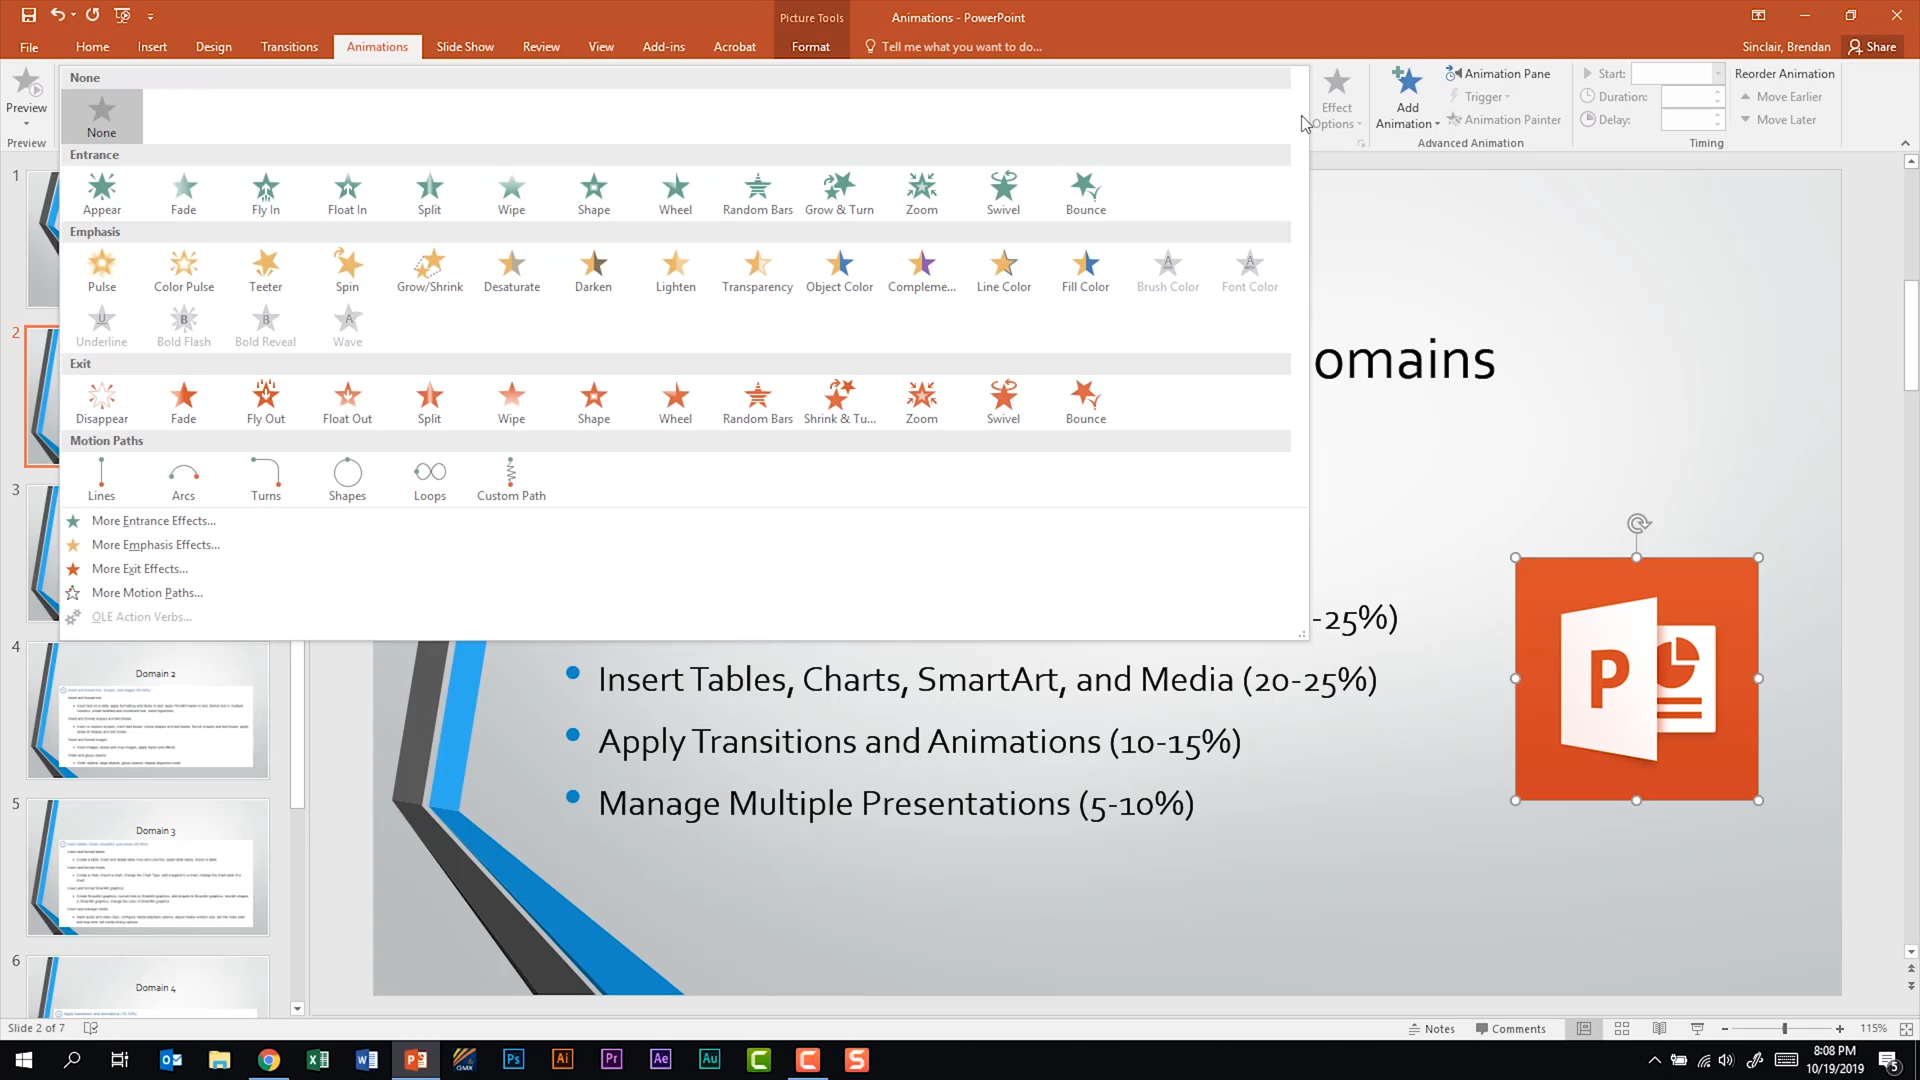 Picture Tools
Animations - PowerPoint
File
Home
Insert
Design
Transitions
Animations
Slide Show
Review
View
Add-ins
Acrobat
Format
Tell me what you want to do...
Sinclair, Brendan
Share
Preview
Preview
None
None
Entrance
Appear
Fade
Fly In
Float In
Split
Wipe
Shape
Wheel
Random Bars
Grow & Turn
Zoom
Swivel
Bounce
Emphasis
Pulse
Color Pulse
Teeter
Spin
Grow/Shrink
Desaturate
Darken
Lighten
Transparency
Object Color
Compleme...
Line Color
Fill Color
Brush Color
Font Color
Underline
Bold Flash
Bold Reveal
Wave
Exit
Disappear
Fade
Fly Out
Float Out
Split
Wipe
Shape
Wheel
Random Bars
Shrink & Tu...
Zoom
Swivel
Bounce
Motion Paths
Lines
Arcs
Turns
Shapes
Loops
Custom Path
More Entrance Effects...
More Emphasis Effects...
More Exit Effects...
More Motion Paths...
OLE Action Verbs...
Effect
Options
Add
Animation
Animation Pane
Trigger
Animation Painter
Advanced Animation
Start:
Duration:
Delay:
Reorder Animation
Move Earlier
Move Later
Timing
1
2
3
4
Domain 2
5
Domain 3
6
Domain 4
omains
-25%)
Insert Tables, Charts, SmartArt, and Media (20-25%)
Apply Transitions and Animations (10-15%)
Manage Multiple Presentations (5-10%)
P
Slide 2 of 7
Notes
Comments
115%
GMX
Ps
Ai
Pr
Ae
Au
8:08 PM
10/19/2019
5